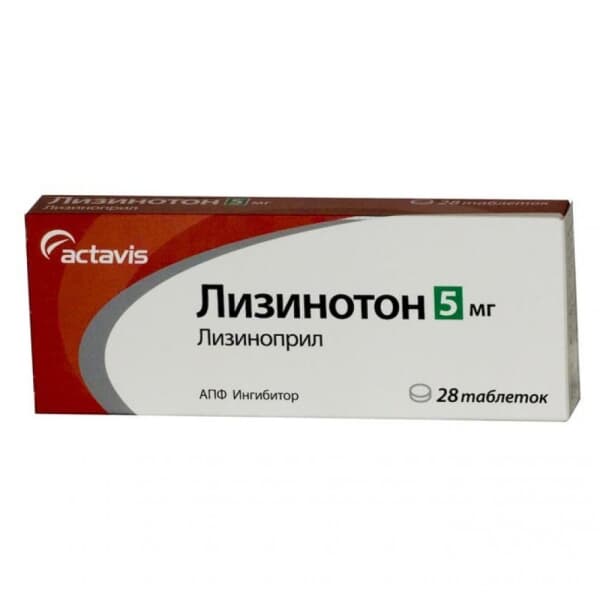 Лизинотон 5 мг
28 таблеток
Лизиноприл
actavis
Лизинотон 5 мг
Лизиноприл
АПФ Ингибитор
28 таблеток